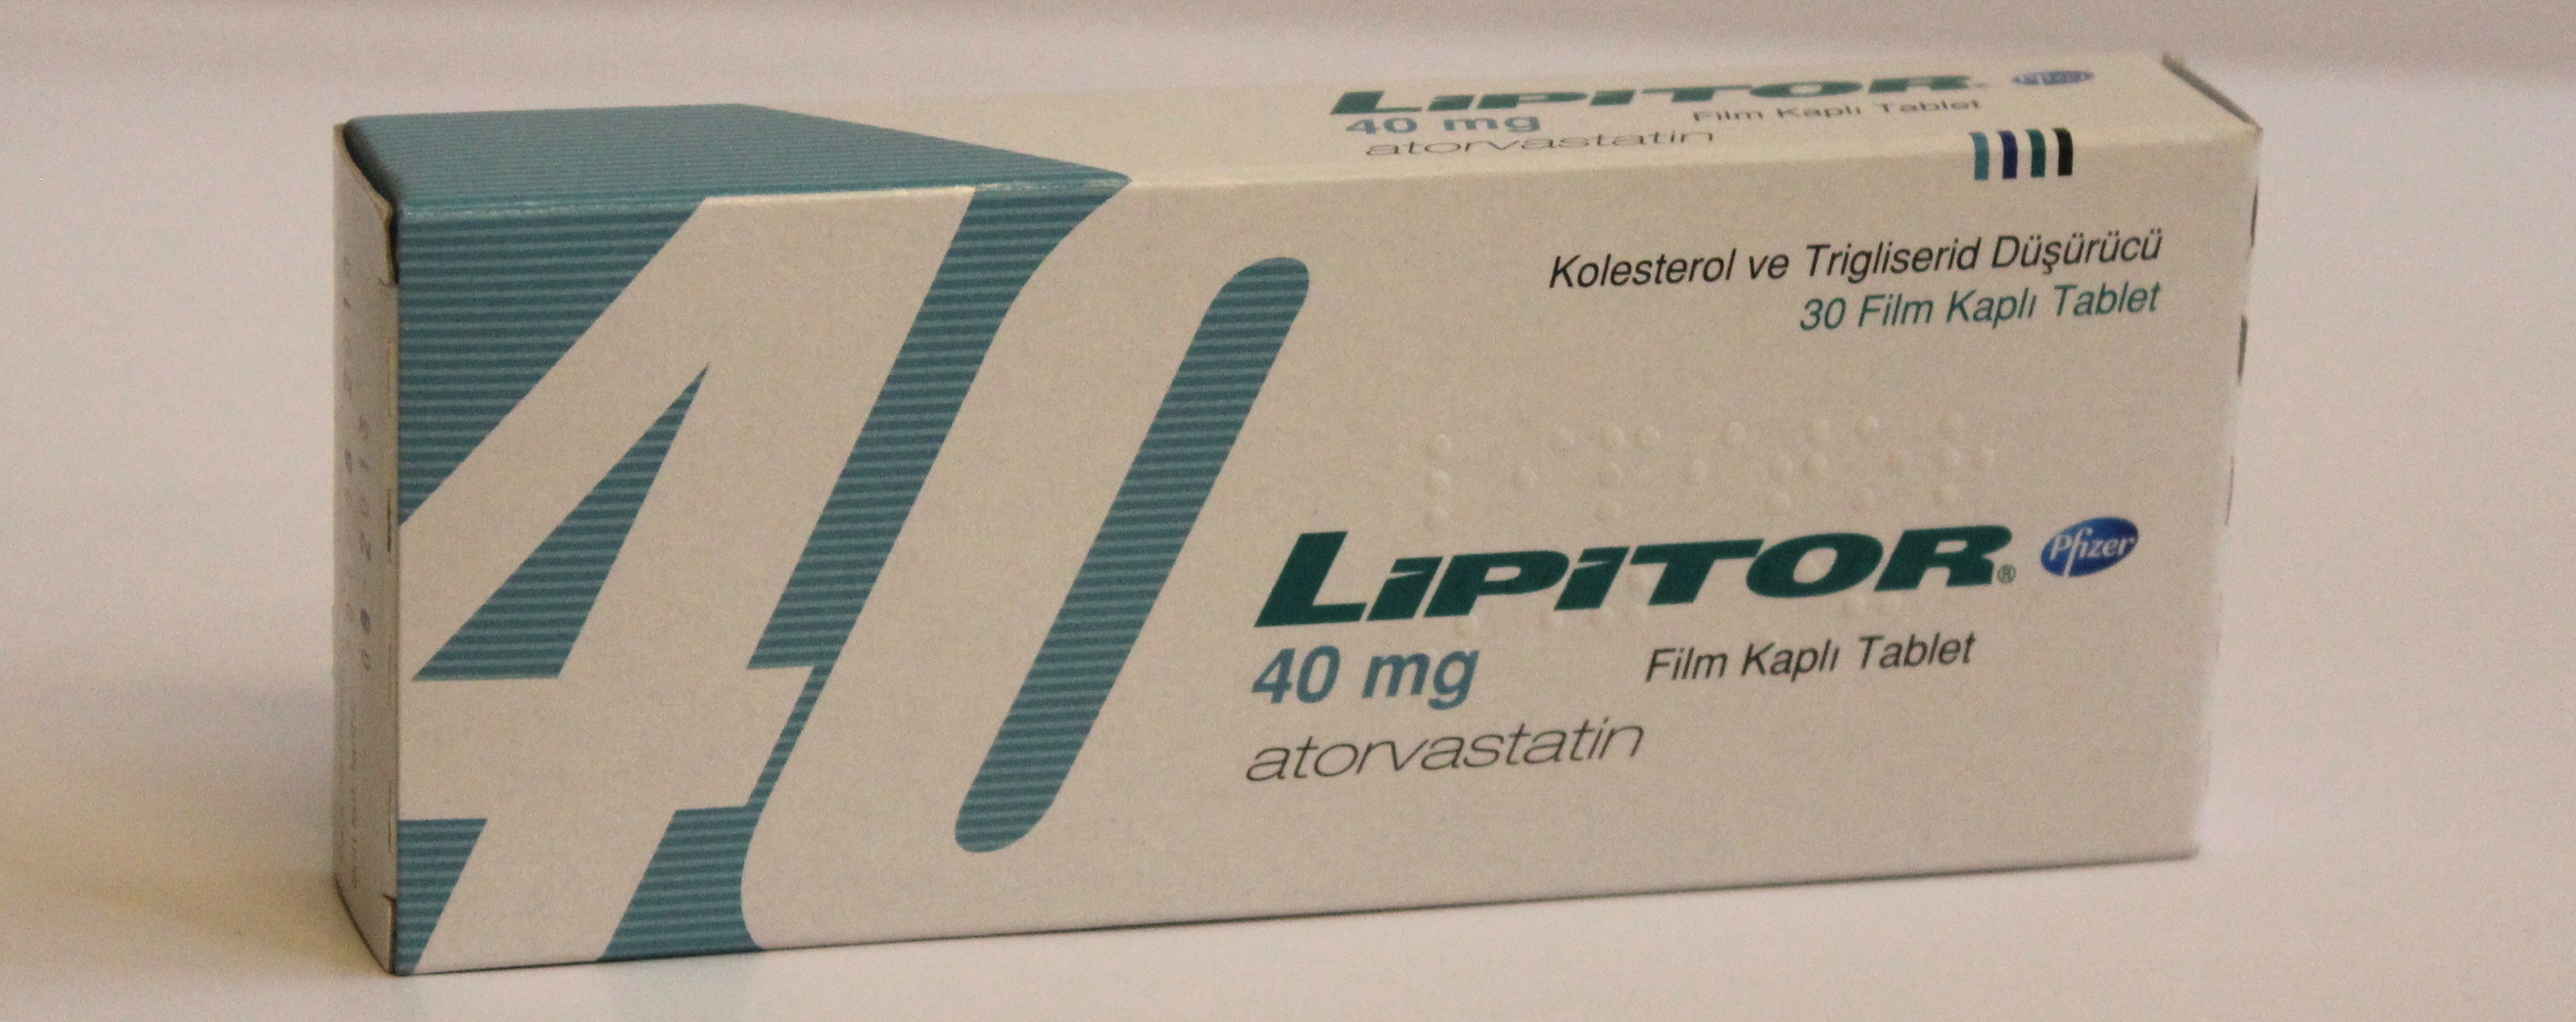 LiPiTOR Pfizer
40 mg Film Kaplı Tablet
atorvastatin
40
Kolesterol ve Trigliserid Düşürücü
30 Film Kaplı Tablet
LiPiTOR® Pfizer
40 mg Film Kaplı Tablet
atorvastatin